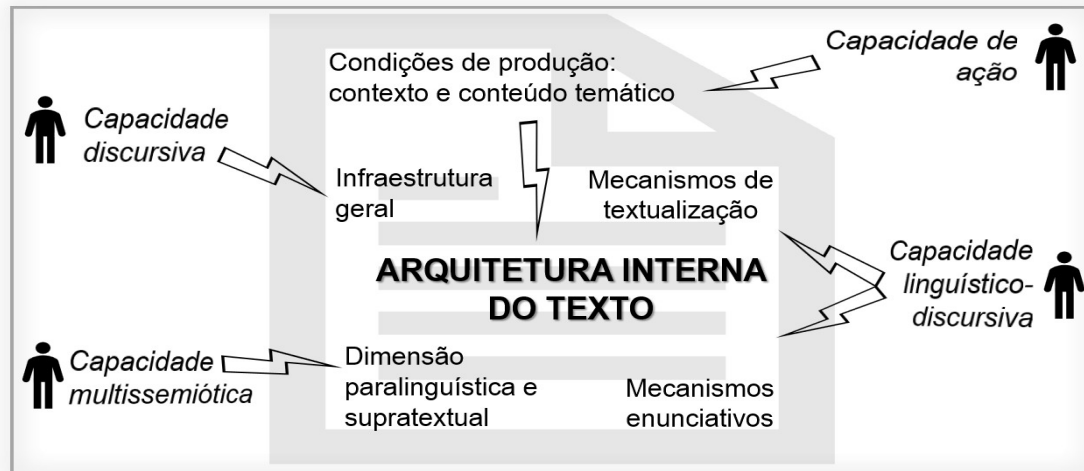 Condições de produção:
contexto e conteúdo temático
Capacidade de
ação
Capacidade
discursiva
Infraestrutura
geral
Mecanismos de
textualização
ARQUITETURA INTERNA
DO TEXTO
Capacidade
linguístico-
discursiva
Capacidade
multissemiótica
Dimensão
paralinguística e
supratextual
Mecanismos
enunciativos